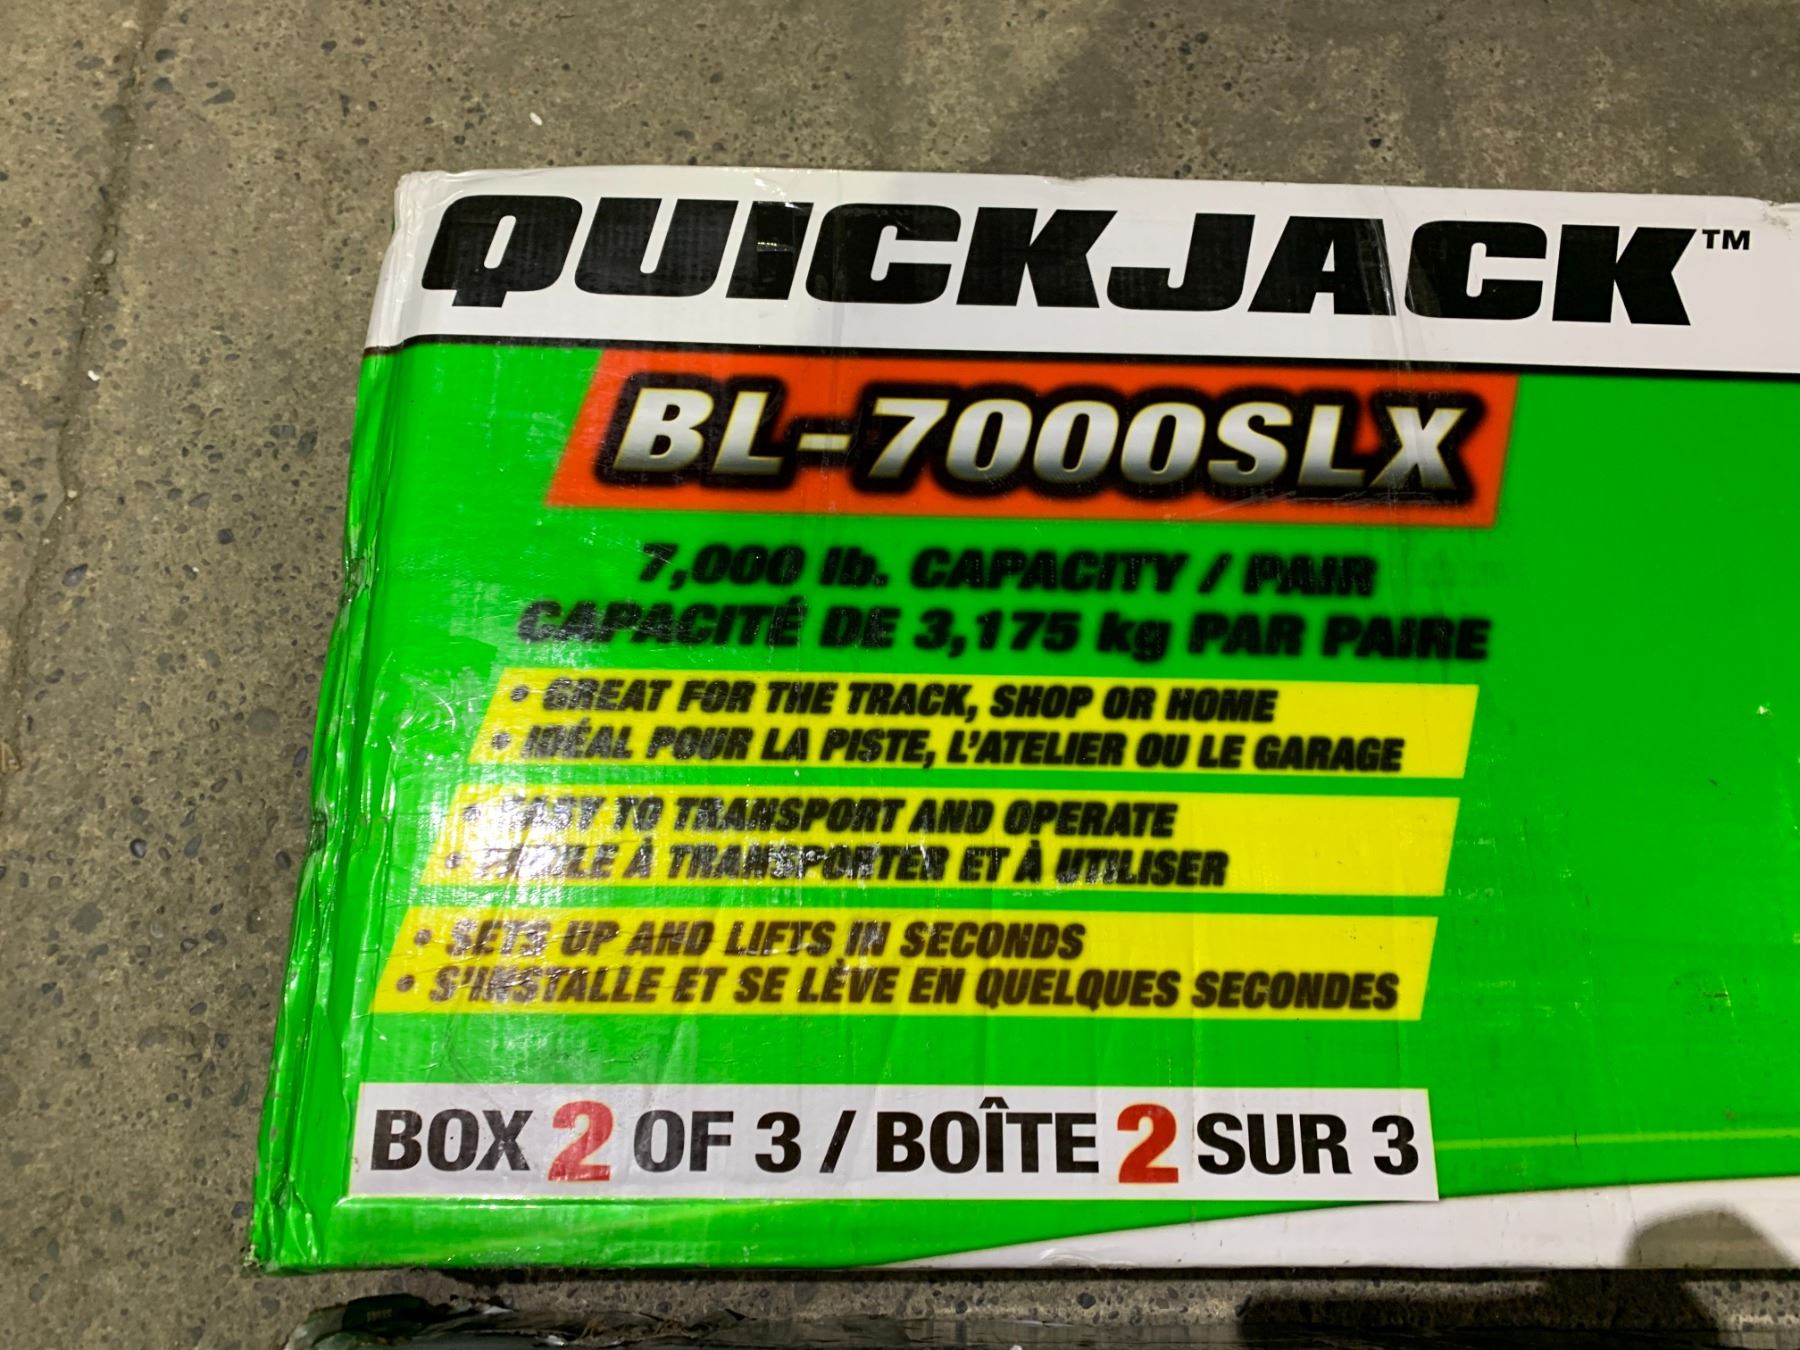 QUICKJACK™
BL-7000SLX
7,000 lb. CAPACITY / PAIR
CAPACITÉ DE 3,175 kg PAR PAIRE
• GREAT FOR THE TRACK, SHOP OR HOME
• IDÉAL POUR LA PISTE, L'ATELIER OU LE GARAGE
• EASY TO TRANSPORT AND OPERATE
• FACILE À TRANSPORTER ET À UTILISER
• SETS UP AND LIFTS IN SECONDS
• S'INSTALLE ET SE LÈVE EN QUELQUES SECONDES
BOX 2 OF 3 / BOÎTE 2 SUR 3